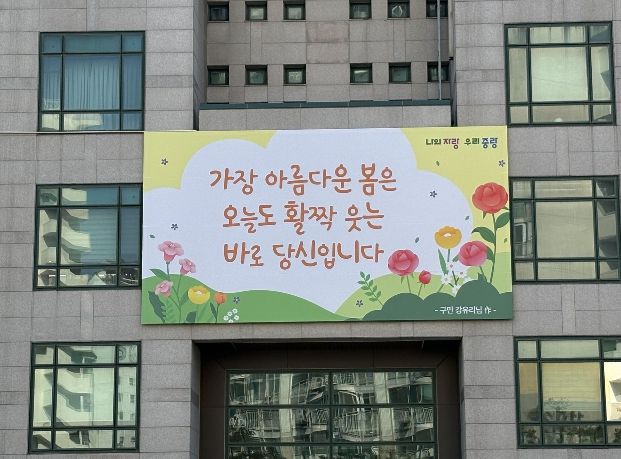 나의 자랑 우리 중랑
가장 아름다운 봄은
오늘도 활짝 웃는
바로 당신입니다
- 구민 강유리님 作 -